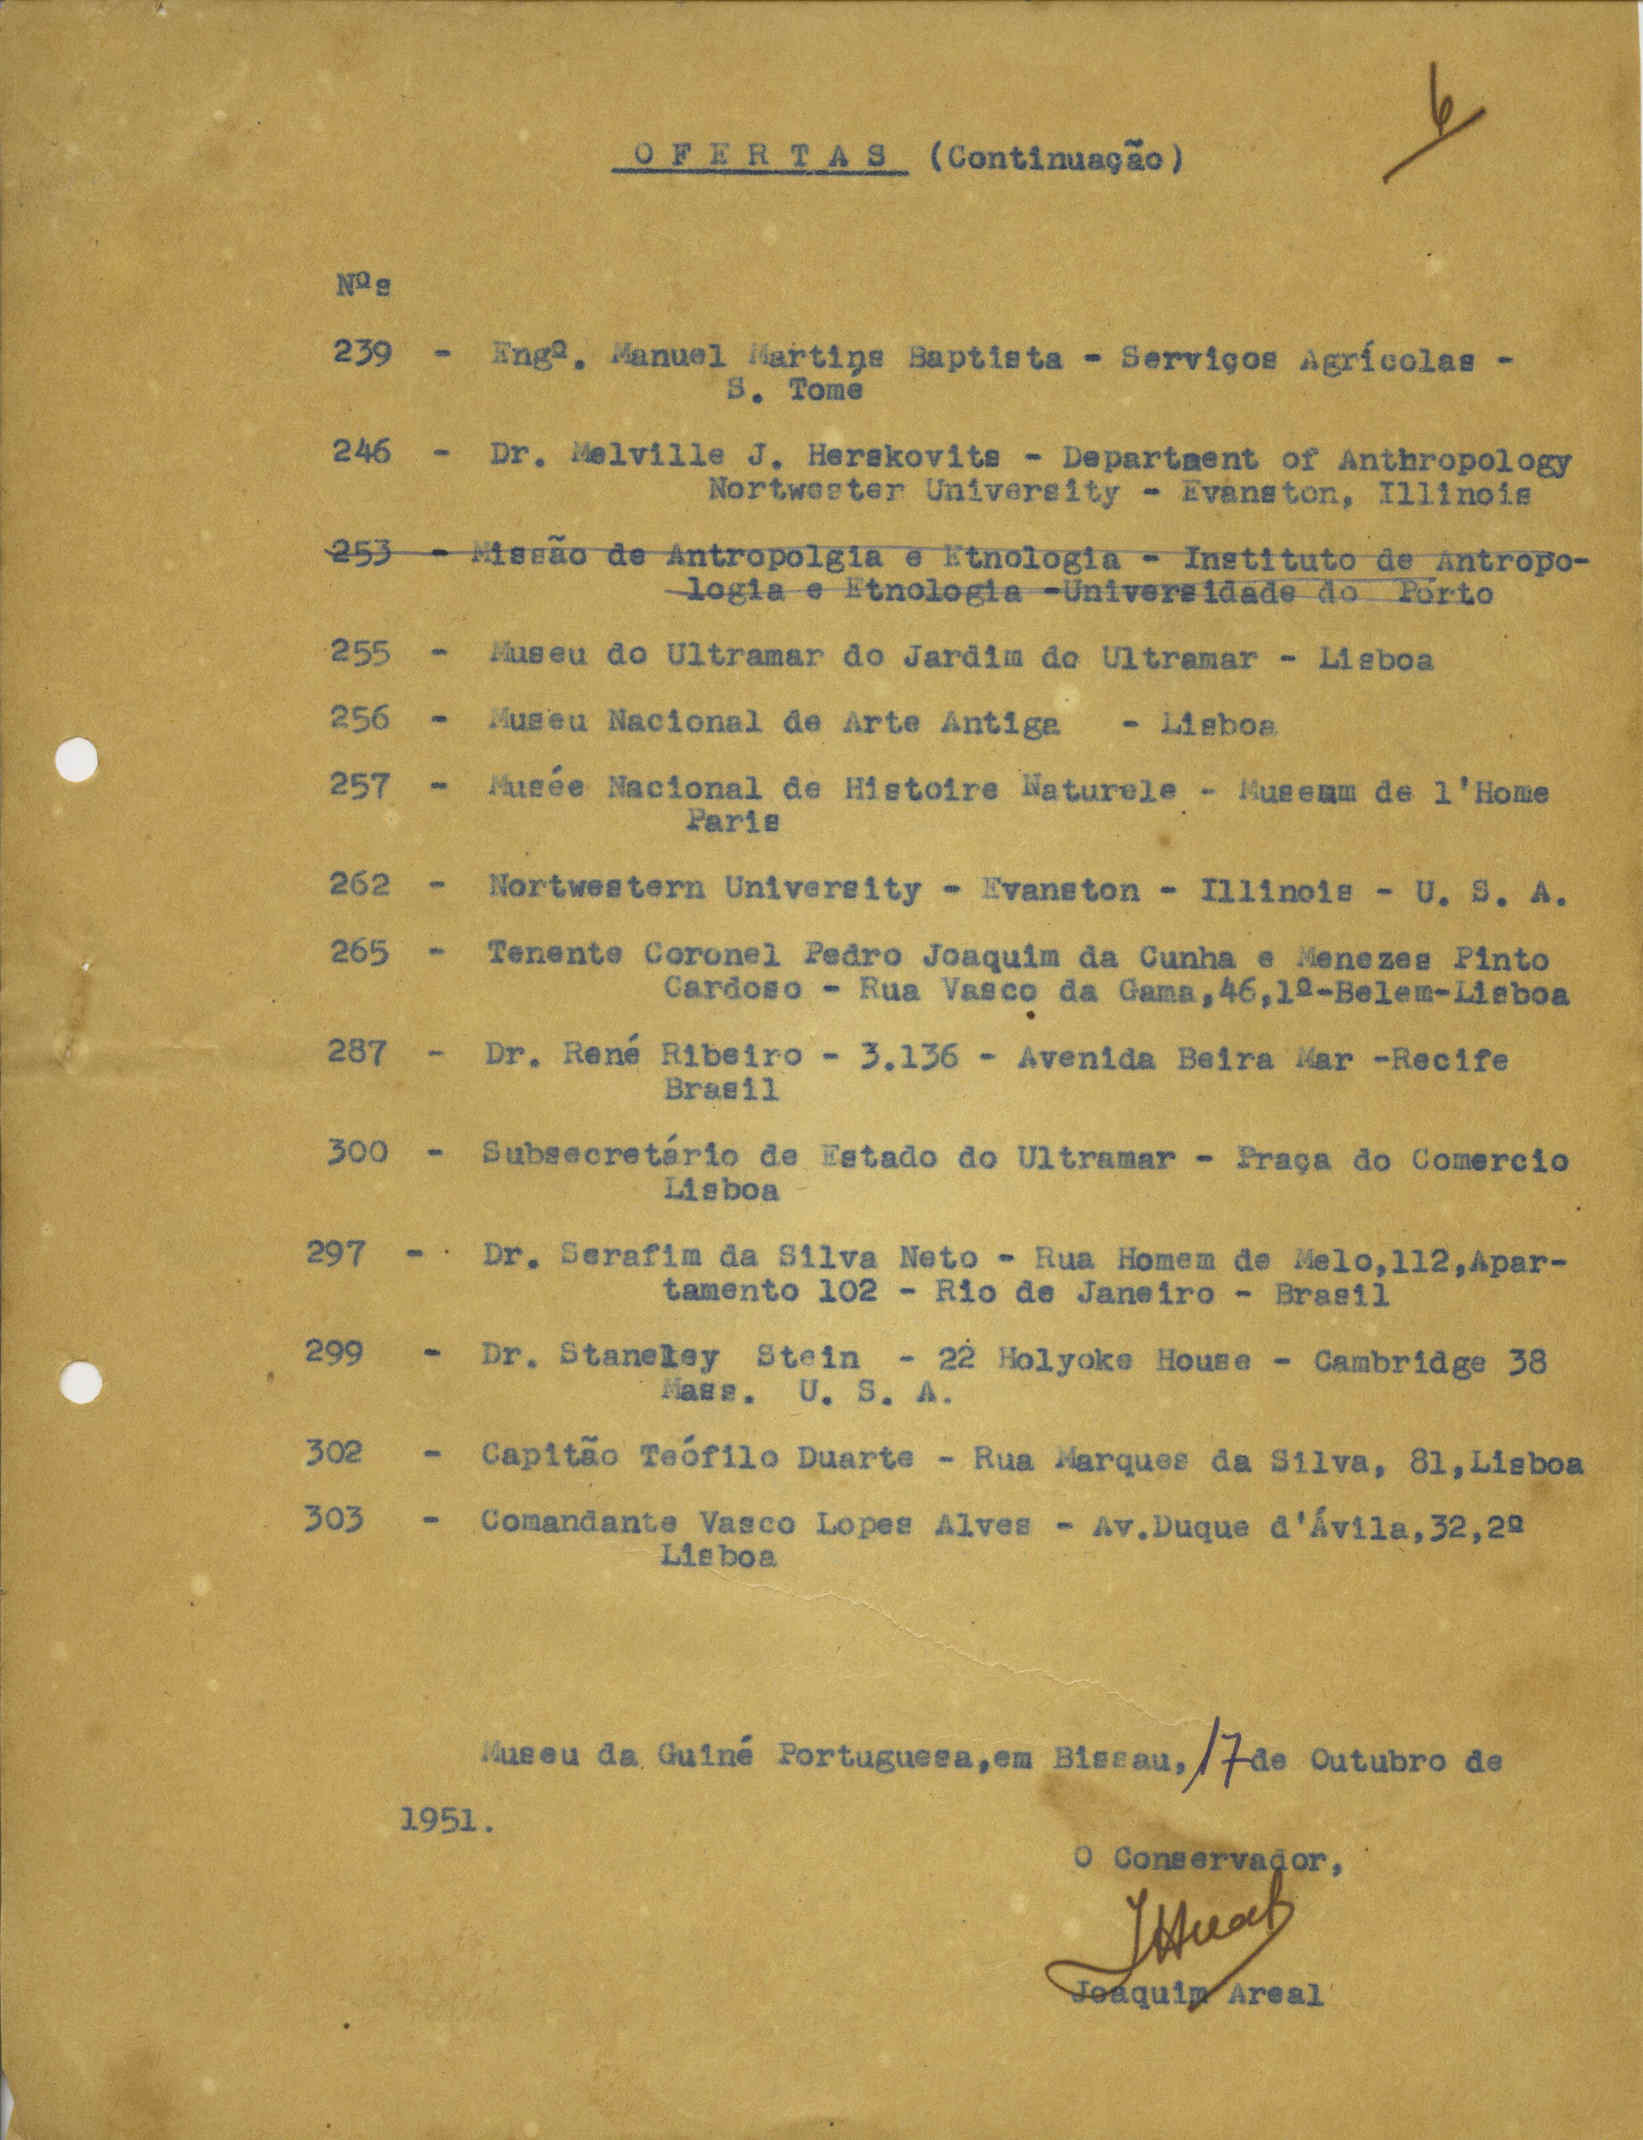 6
O F E R T A S (Continuação)
Nºs
239 - Engº. Manuel Martins Baptista - Serviços Agrícolas -
S. Tomé
246 - Dr. Melville J. Herskovits - Department of Anthropology
Nortwester University - Evanston, Illinois
253 - Missão de Antropolgia e Etnologia - Instituto de Antropo-
logia e Etnologia -Universidade do Porto
255 - Museu do Ultramar do Jardim do Ultramar - Lisboa
256 - Museu Nacional de Arte Antiga - Lisboa
257 - Musée Nacional de Histoire Naturele - Museum de l'Home
Paris
262 - Nortwestern University - Evanston - Illinois - U. S. A.
265 - Tenente Coronel Pedro Joaquim da Cunha e Menezes Pinto
Cardoso - Rua Vasco da Gama,46,1º-Belem-Lisboa
287 - Dr. René Ribeiro - 3.136 - Avenida Beira Mar -Recife
Brasil
300 - Subsecretário de Estado do Ultramar - Praça do Comercio
Lisboa
297 - Dr. Serafim da Silva Neto - Rua Homem de Melo,112,Apar-
tamento 102 - Rio de Janeiro - Brasil
299 - Dr. Staneley Stein - 22 Holyoke House - Cambridge 38
Mass. U. S. A.
302 - Capitão Teófilo Duarte - Rua Marques da Silva, 81,Lisboa
303 - Comandante Vasco Lopes Alves - Av.Duque d'Ávila,32,2º
Lisboa
Museu da Guiné Portuguesa,em Bissau, 17 de Outubro de
1951.
O Conservador,
JAreal
Joaquim Areal